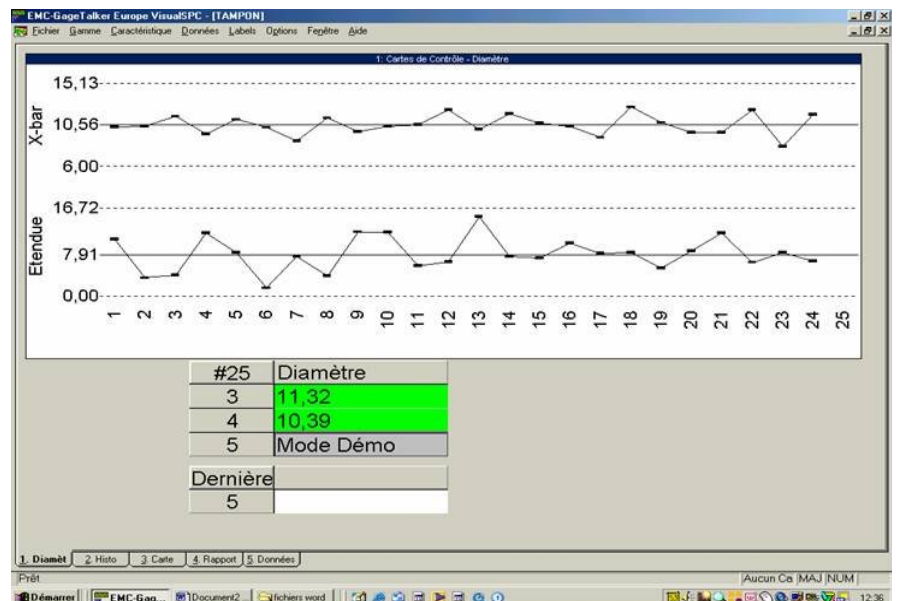 EMC-GageTalker Europe VisualSPC - [TAMPON]
Fichier Gamme Caractéristique Données Labels Options Fenêtre Aide
1: Cartes de Contrôle - Diamètre
15,13
X-bar
10,56
6,00
16,72
Etendue
7,91
0,00
1 2 3 4 5 6 7 8 9 10 11 12 13 14 15 16 17 18 19 20 21 22 23 24 25
#25 Diamètre
3 11,32
4 10,39
5 Mode Démo
Dernière
5
1. Diamèt 2. Histo 3. Carte 4. Rapport 5. Données
Prêt Aucun Ca MAJ NUM
Démarrer EMC-Gag... Document2 ... fichiers word 12:36